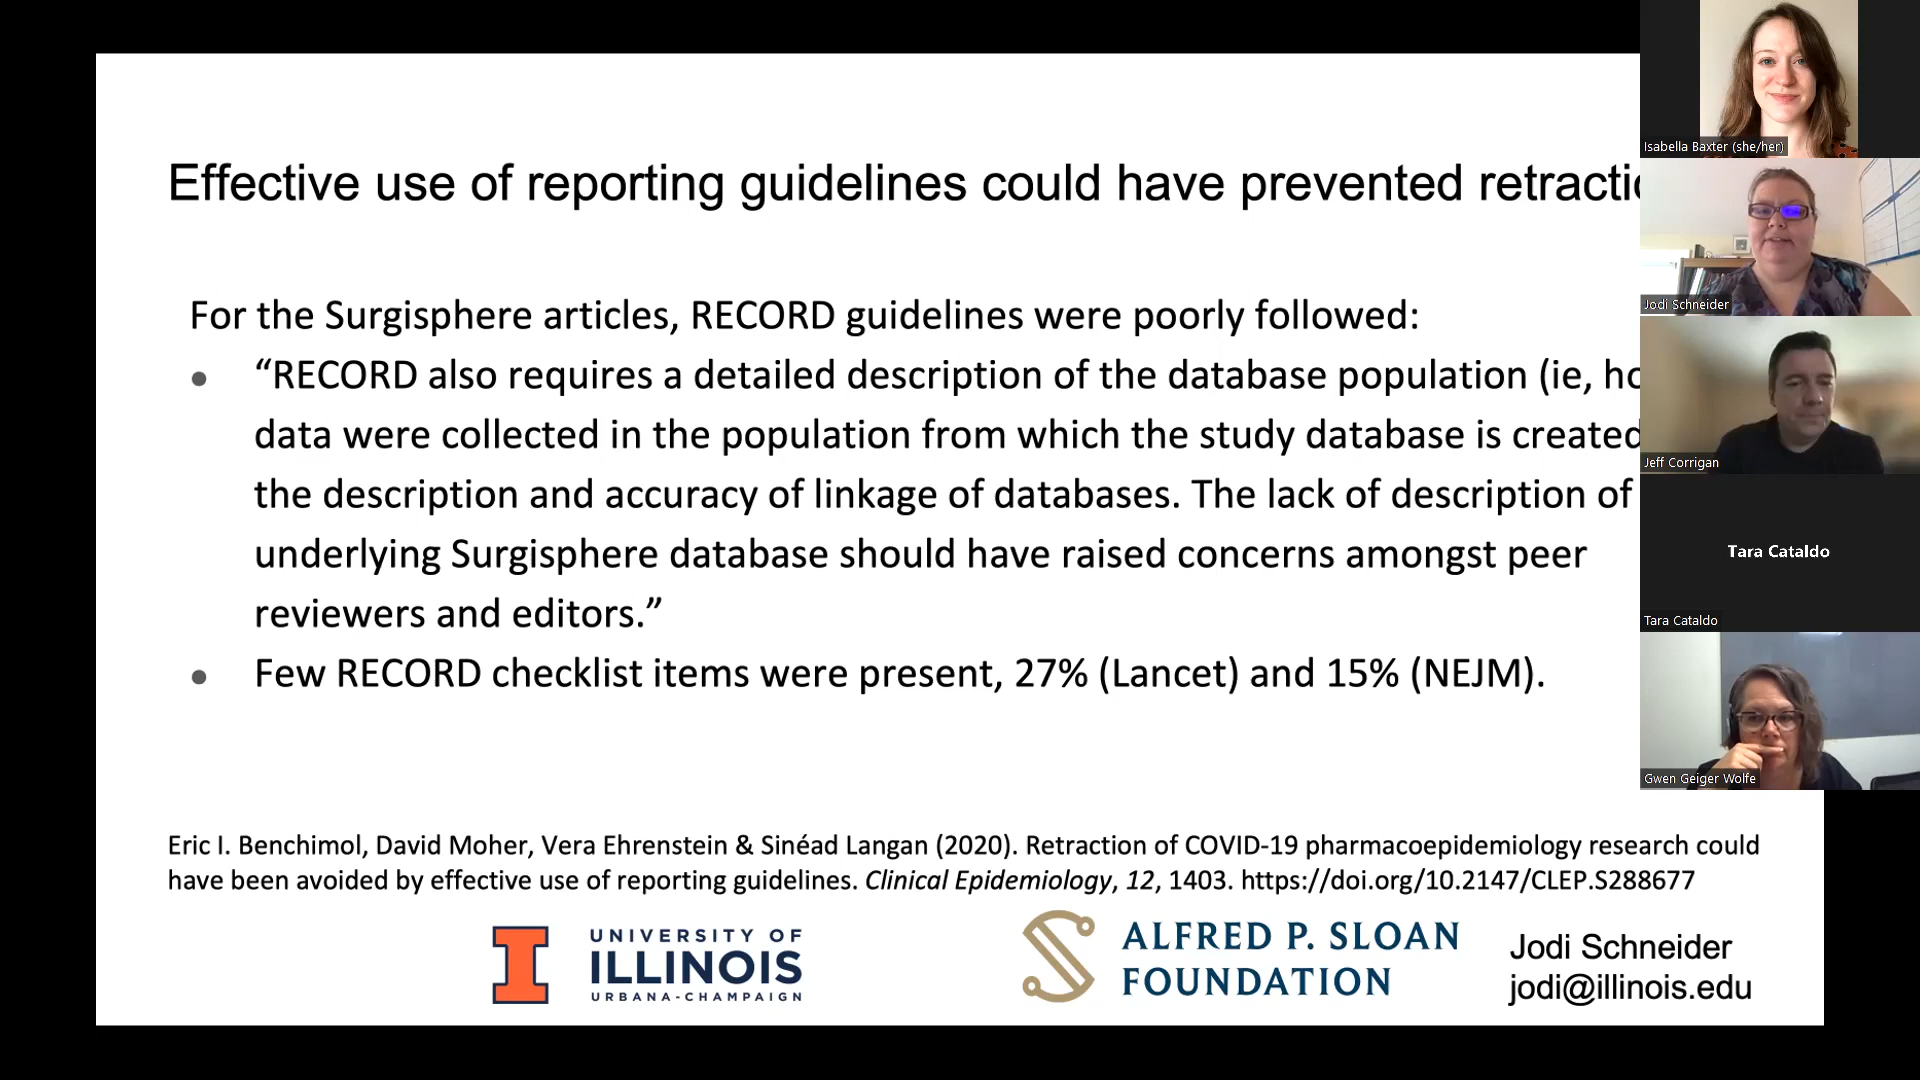 Effective use of reporting guidelines could have prevented
For the Surgisphere articles, RECORD guidelines were poorly followed:
● “RECORD also requires a detailed description of the database population (ie,
data were collected in the population from which the study database is created
the description and accuracy of linkage of databases. The lack of description of
underlying Surgisphere database should have raised concerns amongst peer
reviewers and editors.”
● Few RECORD checklist items were present, 27% (Lancet) and 15% (NEJM).
Eric I. Benchimol, David Moher, Vera Ehrenstein & Sinéad Langan (2020). Retraction of COVID-19 pharmacoepidemiology research could
have been avoided by effective use of reporting guidelines. Clinical Epidemiology, 12, 1403. https://doi.org/10.2147/CLEP.S288677
UNIVERSITY OF
ILLINOIS
URBANA-CHAMPAIGN
ALFRED P. SLOAN
FOUNDATION
Jodi Schneider
jodi@illinois.edu
Isabella Baxter (she/her)
Jodi Schneider
Jeff Corrigan
Tara Cataldo
Tara Cataldo
Gwen Geiger Wolfe